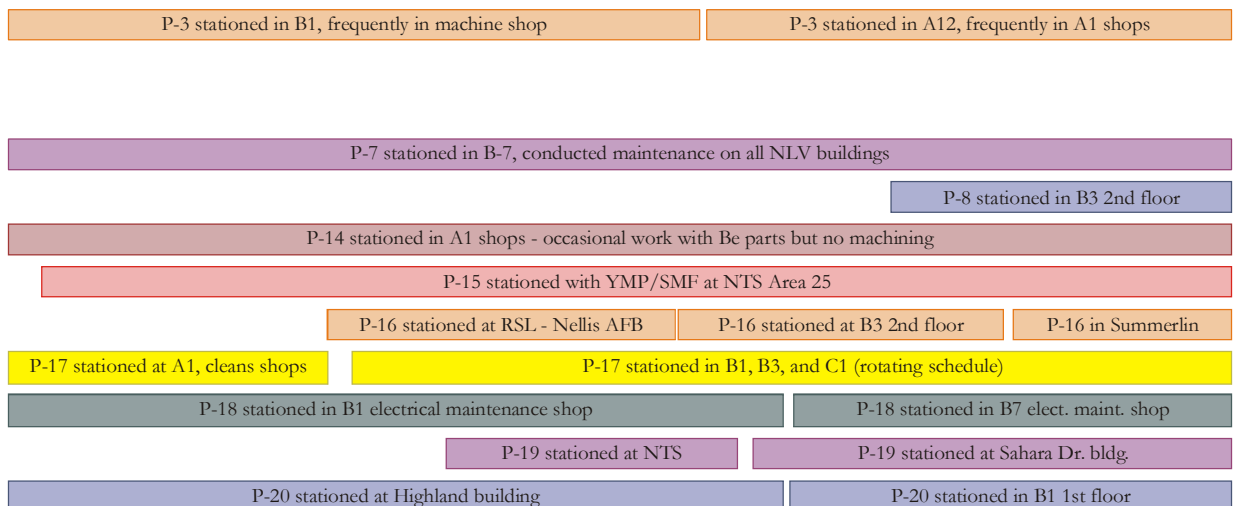 P-3 stationed in B1, frequently in machine shop
P-3 stationed in A12, frequently in A1 shops
P-7 stationed in B-7, conducted maintenance on all NLV buildings
P-8 stationed in B3 2nd floor
P-14 stationed in A1 shops - occasional work with Be parts but no machining
P-15 stationed with YMP/SMF at NTS Area 25
P-16 stationed at RSL - Nellis AFB
P-16 stationed at B3 2nd floor
P-16 in Summerlin
P-17 stationed at A1, cleans shops
P-17 stationed in B1, B3, and C1 (rotating schedule)
P-18 stationed in B1 electrical maintenance shop
P-18 stationed in B7 elect. maint. shop
P-19 stationed at NTS
P-19 stationed at Sahara Dr. bldg.
P-20 stationed at Highland building
P-20 stationed in B1 1st floor